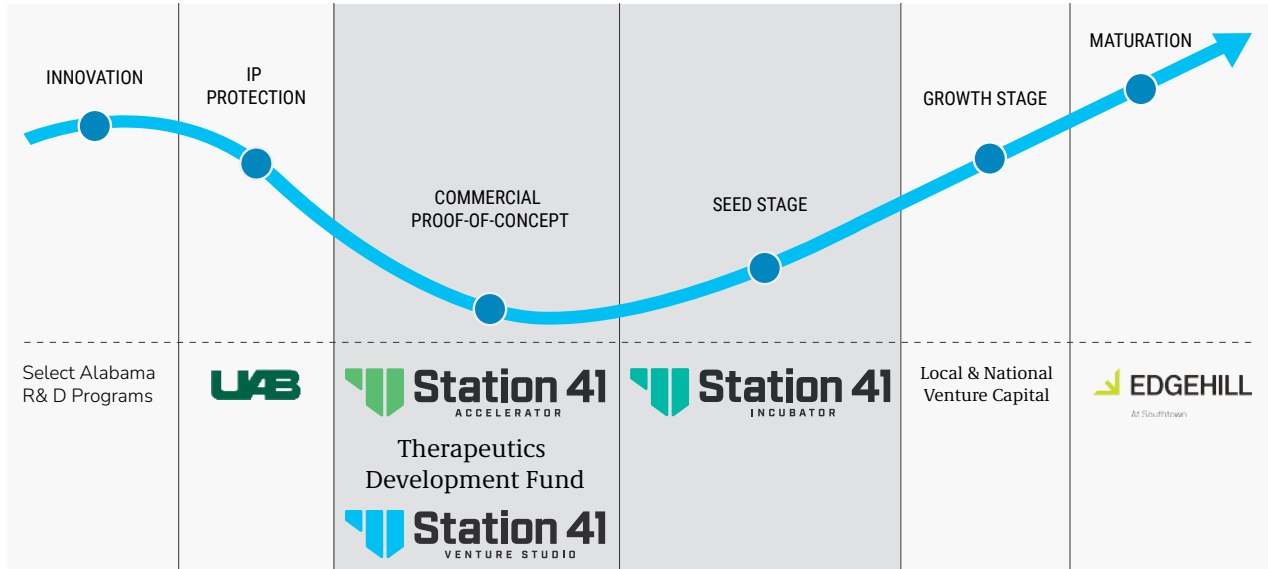 INNOVATION
IP
PROTECTION
COMMERCIAL
PROOF-OF-CONCEPT
SEED STAGE
GROWTH STAGE
MATURATION
Select Alabama
R& D Programs
UAB
Station 41
ACCELERATOR
Therapeutics
Development Fund
Station 41
VENTURE STUDIO
Station 41
INCUBATOR
Local & National
Venture Capital
EDGEHILL
At Southtown